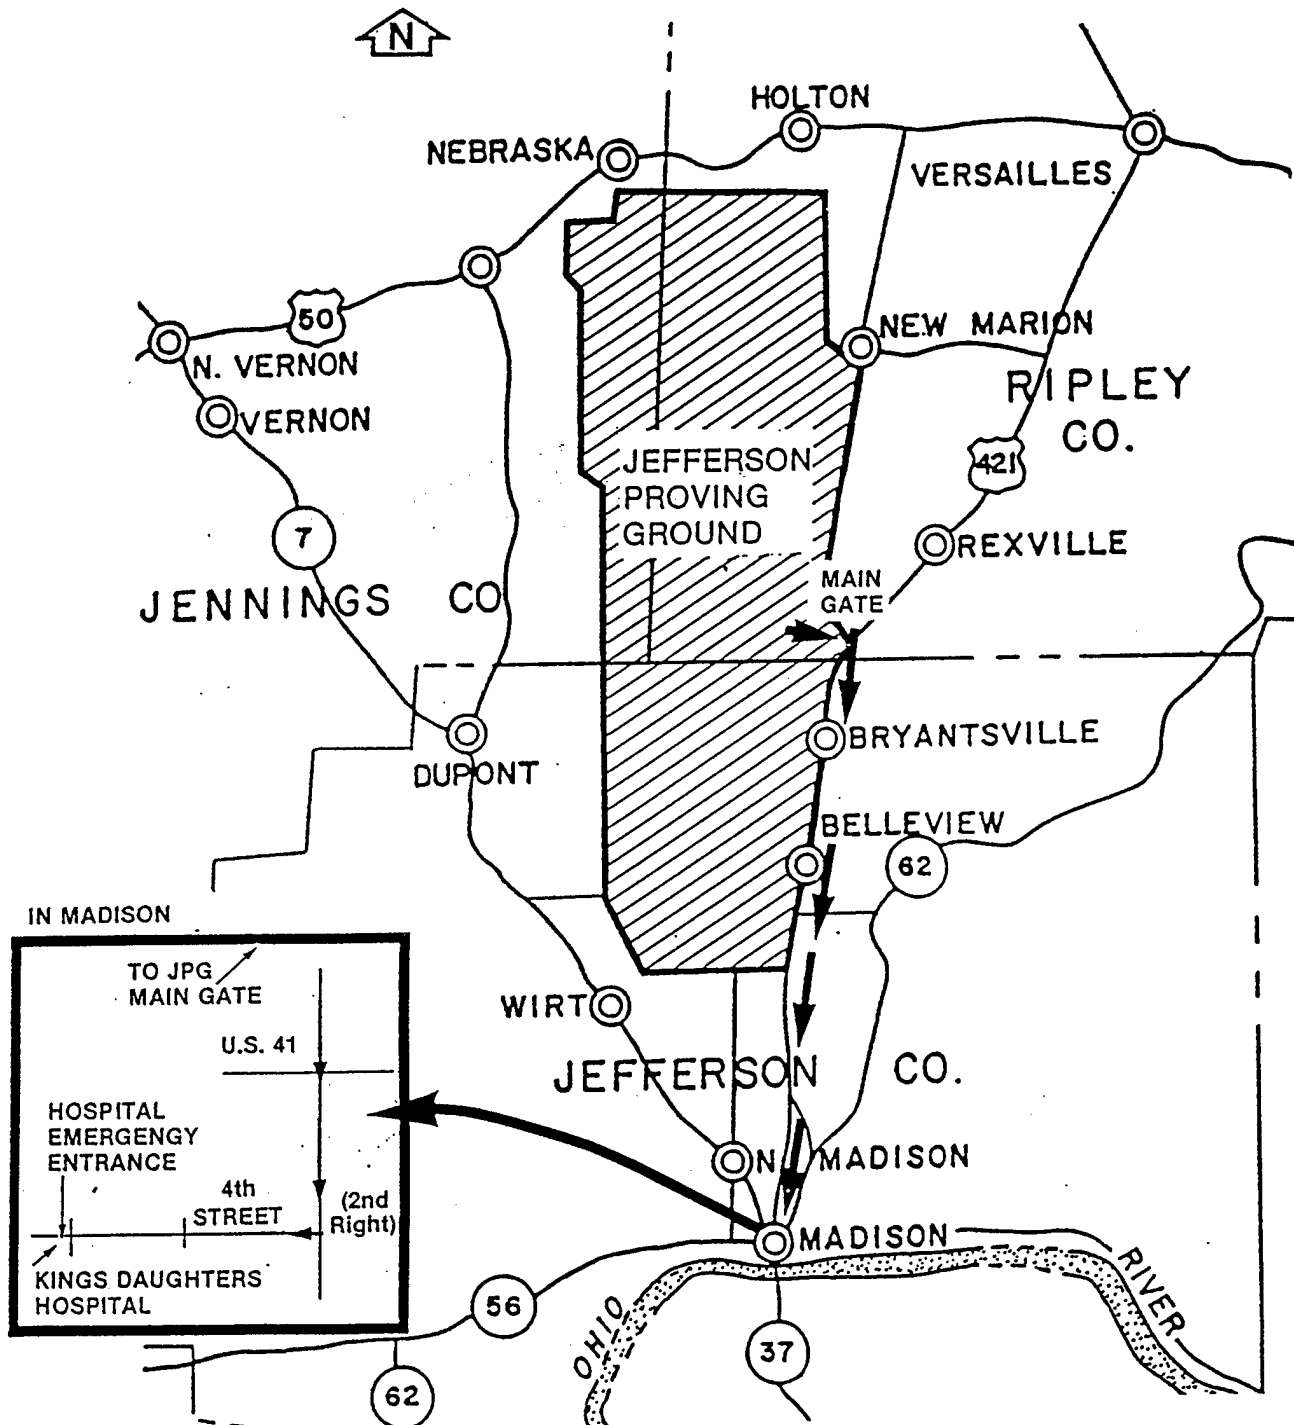 N
HOLTON
NEBRASKA
VERSAILLES
50
NEW MARION
N. VERNON
RIPLEY
CO.
VERNON
421
JEFFERSON
PROVING
GROUND
7
REXVILLE
MAIN
GATE
JENNINGS CO
BRYANTSVILLE
DUPONT
BELLEVIEW
62
IN MADISON
TO JPG
MAIN GATE
WIRT
U.S. 41
JEFFERSON CO.
HOSPITAL
EMERGENGY
ENTRANCE
N. MADISON
4th
STREET
(2nd
Right)
MADISON
KINGS DAUGHTERS
HOSPITAL
56
OHIO
RIVER
37
62